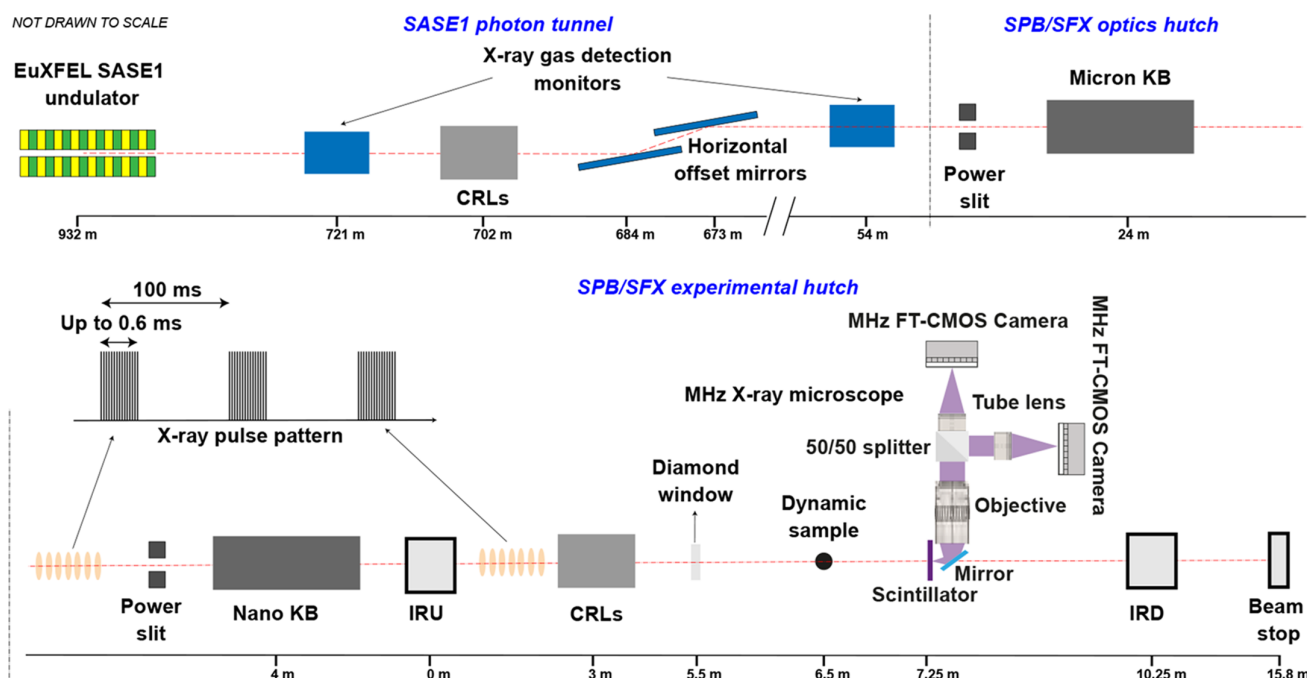 NOT DRAWN TO SCALE
SASE1 photon tunnel
SPB/SFX optics hutch
EuXFEL SASE1
undulator
X-ray gas detection
monitors
Micron KB
Horizontal
offset mirrors
CRLs
Power
slit
932 m
721 m
702 m
684 m
673 m
54 m
24 m
SPB/SFX experimental hutch
100 ms
Up to 0.6 ms
X-ray pulse pattern
MHz FT-CMOS Camera
MHz FT-CMOS Camera
MHz X-ray microscope
Tube lens
50/50 splitter
Objective
Diamond
window
Dynamic
sample
Mirror
Scintillator
Power
slit
Nano KB
IRU
CRLs
IRD
Beam
stop
4 m
0 m
3 m
5.5 m
6.5 m
7.25 m
10.25 m
15.8 m